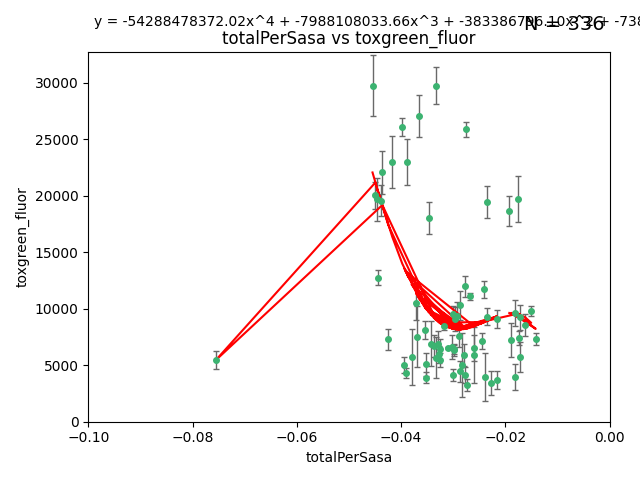 y = -54288478372.02x^4 + -7988108033.66x^3 + -383386
N = 336
totalPerSasa vs toxgreen_fluor
30000
25000
20000
15000
10000
5000
0
toxgreen_fluor
−0.10 −0.08 −0.06 −0.04 −0.02 0.00
totalPerSasa